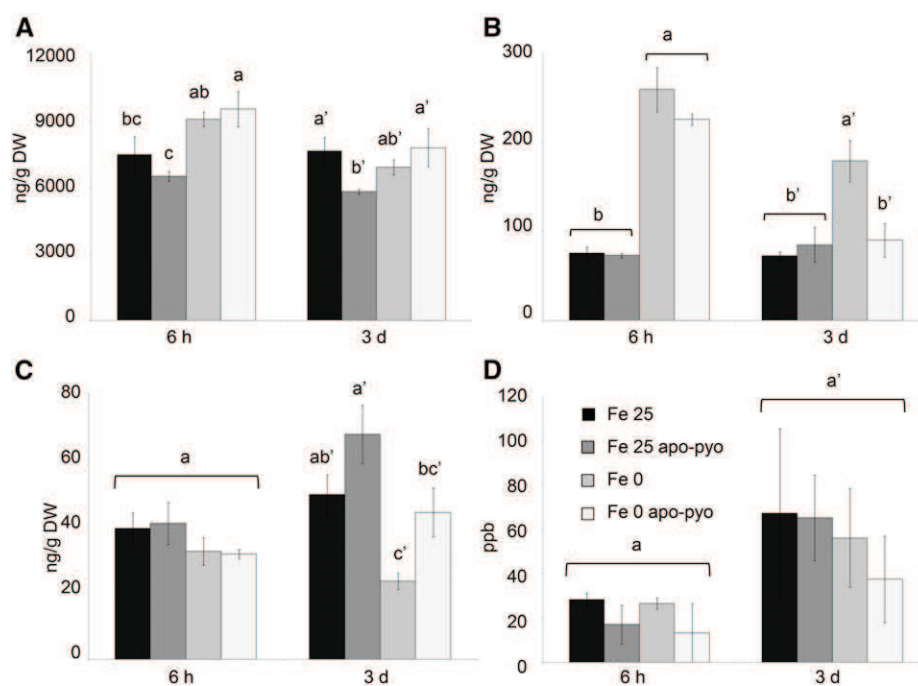 A
12000
9000
6000
3000
0
ng/g DW
bc
c
ab
a
a’
b’
ab’
a’
6 h
3 d
B
300
200
100
0
ng/g DW
b
a
b’
a’
b’
6 h
3 d
C
80
60
40
20
0
ng/g DW
a
ab’
a’
c’
bc’
6 h
3 d
D
120
100
80
60
40
20
0
ppb
Fe 25
Fe 25 apo-pyo
Fe 0
Fe 0 apo-pyo
a
a’
6 h
3 d